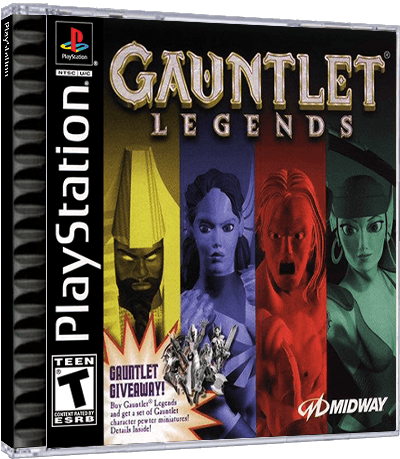 PlayStation
PlayStation
NTSC U/C
PlayStation
GAUNTLET®
LEGENDS
GAUNTLET
GIVEAWAY!
Buy Gauntlet® Legends
and get a set of Gauntlet
character pewter miniatures!
Details Inside!
TEEN
T
CONTENT RATED BY
ESRB
MIDWAY